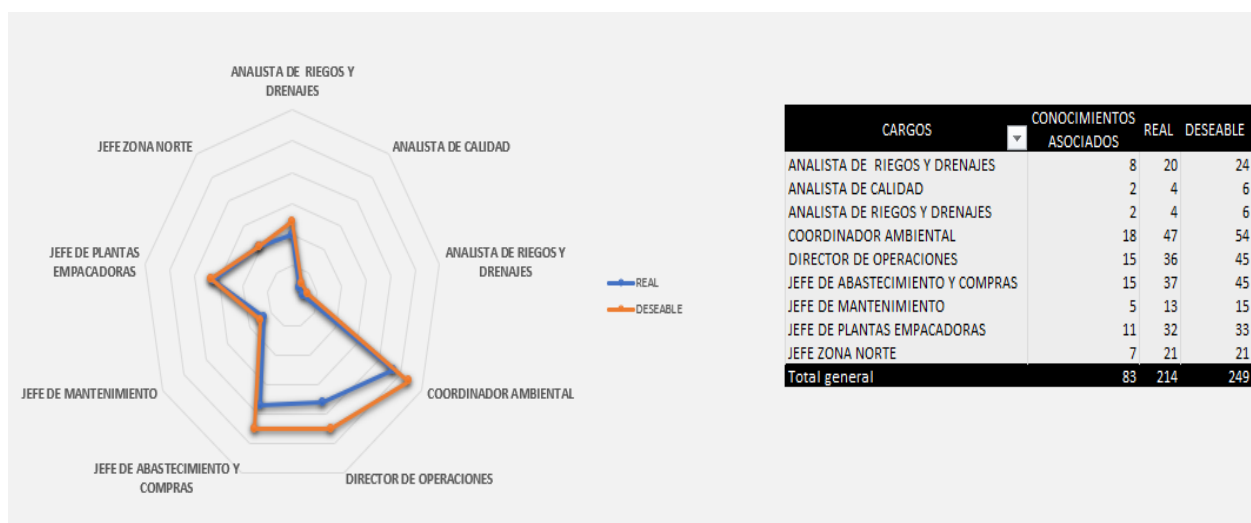 ANALISTA DE  RIEGOS Y
DRENAJES
JEFE ZONA NORTE
ANALISTA DE CALIDAD
JEFE DE PLANTAS
EMPACADORAS
ANALISTA DE RIEGOS Y
DRENAJES
REAL
DESEABLE
JEFE DE MANTENIMIENTO
COORDINADOR AMBIENTAL
JEFE DE ABASTECIMIENTO Y
COMPRAS
DIRECTOR DE OPERACIONES
CARGOS CONOCIMIENTOS ASOCIADOS REAL DESEABLE
ANALISTA DE  RIEGOS Y DRENAJES 8 20 24
ANALISTA DE CALIDAD 2 4 6
ANALISTA DE RIEGOS Y DRENAJES 2 4 6
COORDINADOR AMBIENTAL 18 47 54
DIRECTOR DE OPERACIONES 15 36 45
JEFE DE ABASTECIMIENTO Y COMPRAS 15 37 45
JEFE DE MANTENIMIENTO 5 13 15
JEFE DE PLANTAS EMPACADORAS 11 32 33
JEFE ZONA NORTE 7 21 21
Total general 83 214 249